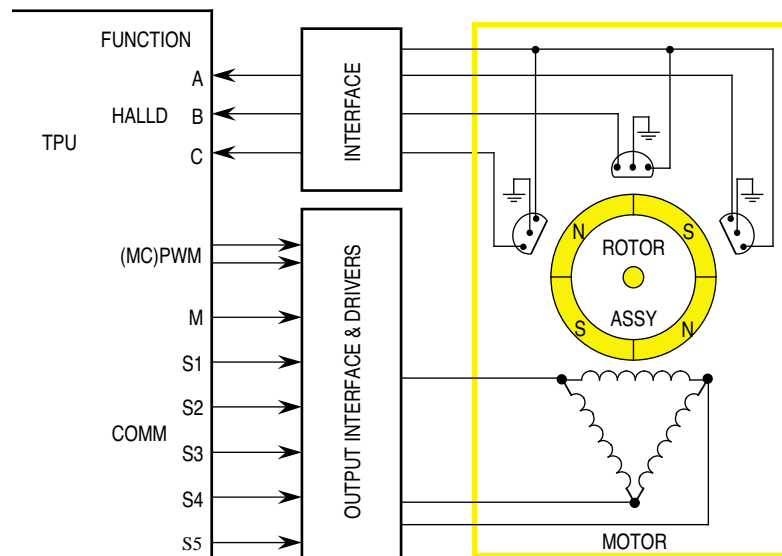 FUNCTION
A
HALLD B
TPU
C
INTERFACE
(MC)PWM
M
S1
S2
COMM
S3
S4
S5
OUTPUT INTERFACE & DRIVERS
N S
ROTOR
ASSY
S N
MOTOR